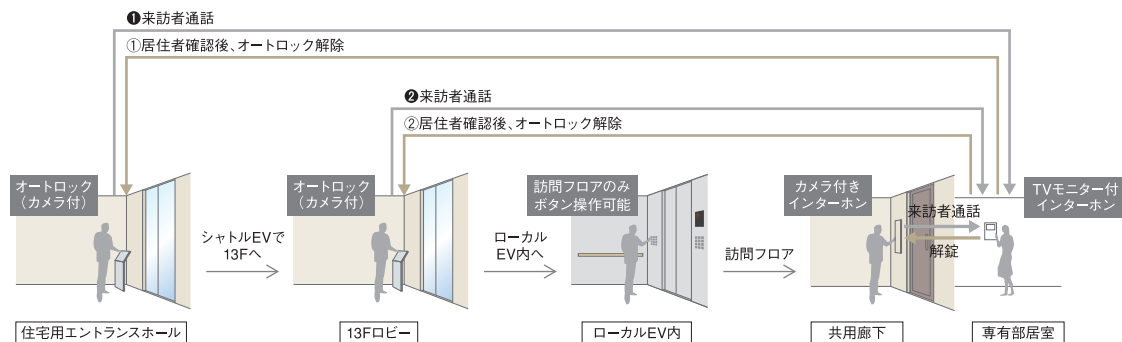 ❶来訪者通話
①居住者確認後、オートロック解除
❷来訪者通話
②居住者確認後、オートロック解除
オートロック
（カメラ付）
オートロック
（カメラ付）
訪問フロアのみ
ボタン操作可能
カメラ付き
インターホン
TVモニター付
インターホン
来訪者通話
解錠
シャトルEVで
13Fへ
ローカル
EV内へ
訪問フロア
住宅用エントランスホール
13Fロビー
ローカルEV内
共用廊下
専有部居室